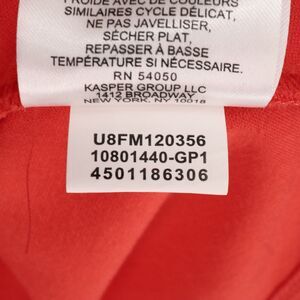 FROIDE AVEC DE COULEURS
SIMILAIRES CYCLE DÉLICAT,
NE PAS JAVELLISER,
SÉCHER PLAT,
REPASSER À BASSE
TEMPÉRATURE SI NÉCESSAIRE.
RN 54050
KASPER GROUP LLC
1412 BROADWAY
NEW YORK, NY 10018
U8FM120356
10801440-GP1
4501186306